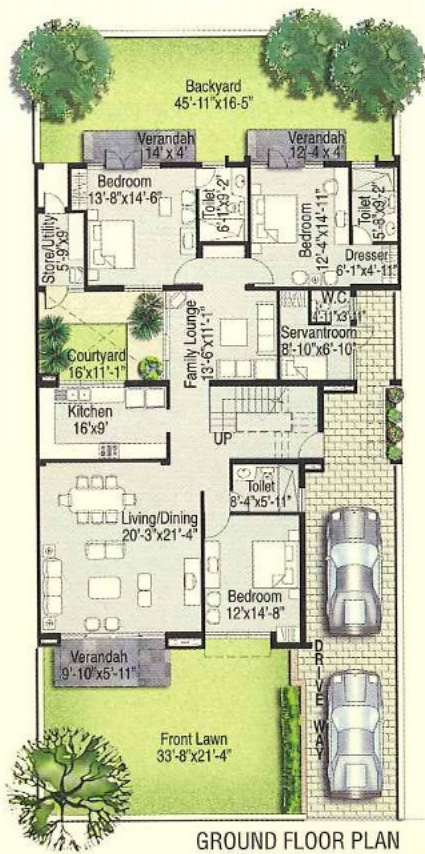 Backyard
45'-11"x16-5"
Verandah
14' x 4'
Verandah
12'-4 x 4'
Bedroom
13'-8"x14'-6"
Toilet
6'-1"x9'-2"
Bedroom
12'-4"x14'-11"
Toilet
5'-8"x9'-2"
Store/Utility
5'-9"x9'
Dresser
6'-1"x4'-11"
W.C.
4'-11"x3'-11"
Servantroom
8'-10"x6'-10"
Family Lounge
13'-6"x11'-1"
Courtyard
16'x11'-1"
Kitchen
16'x9'
UP
Toilet
8'-4"x5'-11"
Living/Dining
20'-3"x21'-4"
Bedroom
12'x14'-8"
Verandah
9'-10"x5'-11"
DRIVE WAY
Front Lawn
33'-8"x21'-4"
GROUND FLOOR PLAN